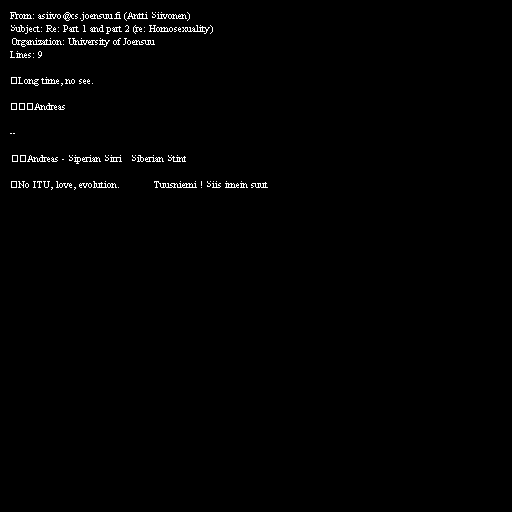 From: asiivo@cs.joensuu.fi (Antti Siivonen)
Subject: Re: Part 1 and part 2 (re: Homosexuality)
Organization: University of Joensuu
Lines: 9
□Long time, no see.
□□□Andreas
--
□□Andreas - Siperian Sirri   Siberian Stint
□No ITU, love, evolution.            Tuusniemi ! Siis imein suut